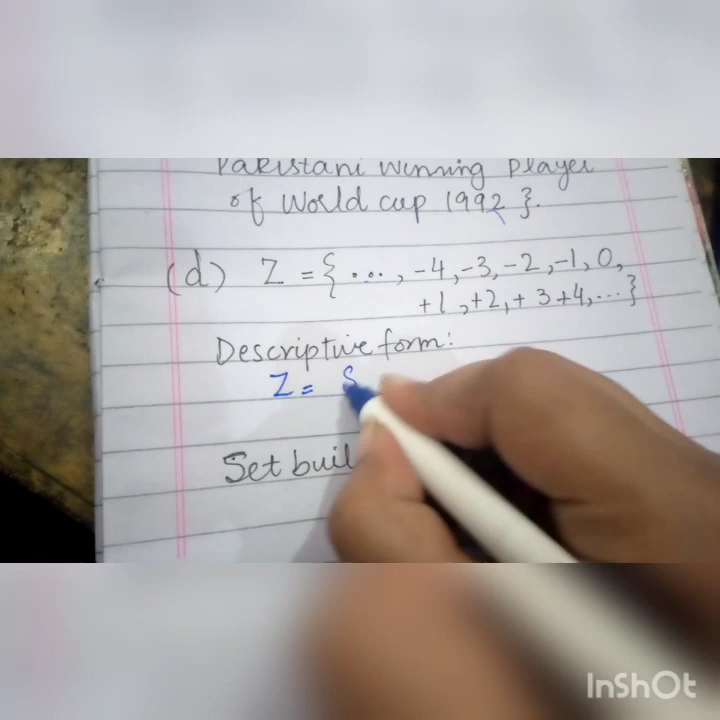 Pakistani winning player
of World cup 1992 }.
(d) Z = { ..., -4, -3, -2, -1, 0,
+1, +2, + 3 +4, ... }
Descriptive form:
Z = S
Set buil
InShOt